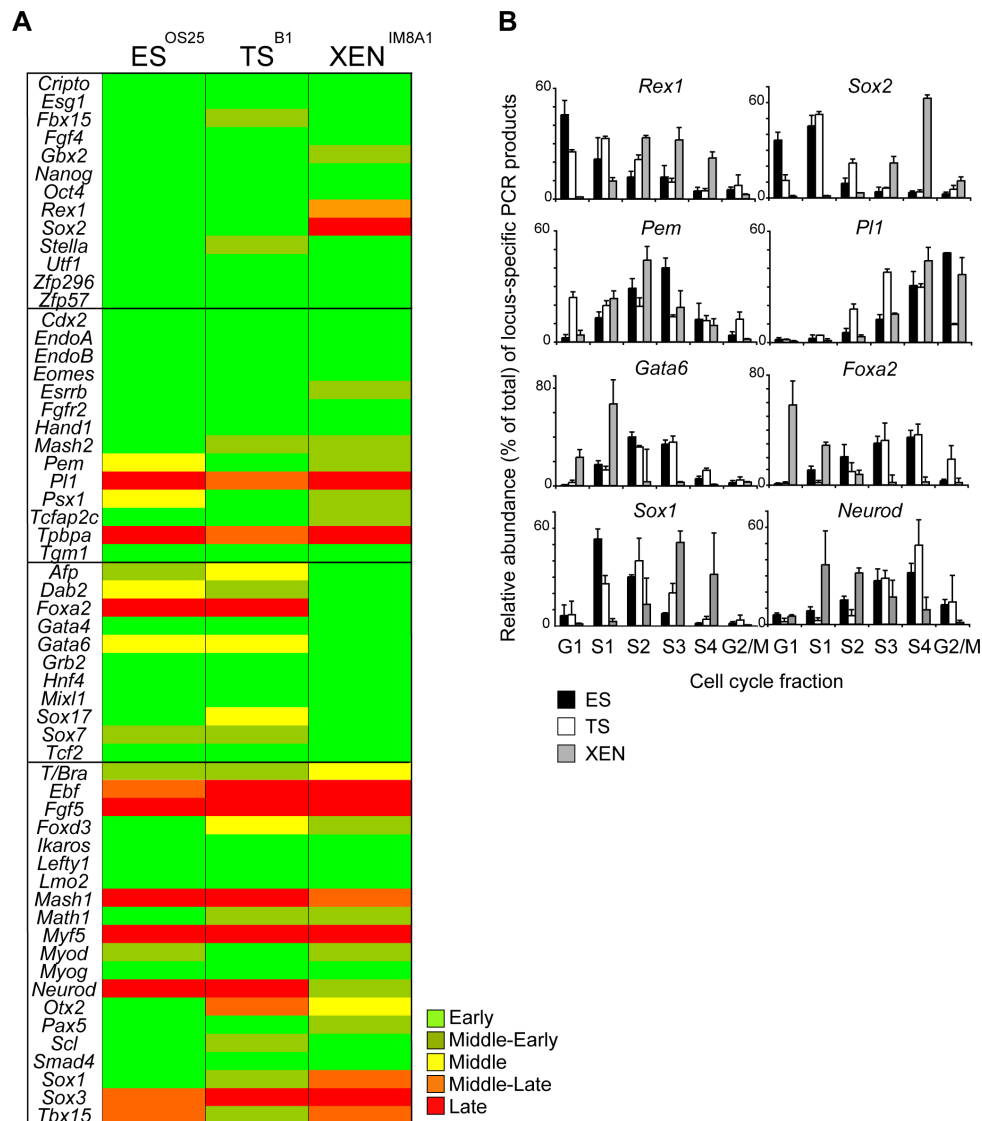 A
ES OS25 TS B1 XEN IM8A1
Cripto
Esg1
Fbx15
Fgf4
Gbx2
Nanog
Oct4
Rex1
Sox2
Stella
Utf1
Zfp296
Zfp57
Cdx2
EndoA
EndoB
Eomes
Esrrb
Fgfr2
Hand1
Mash2
Pem
Pl1
Psx1
Tcfap2c
Tpbpa
Tgm1
Afp
Dab2
Foxa2
Gata4
Gata6
Grb2
Hnf4
Mixl1
Sox17
Sox7
Tcf2
T/Bra
Ebf
Fgf5
Foxd3
Ikaros
Lefty1
Lmo2
Mash1
Math1
Myf5
Myod
Myog
Neurod
Otx2
Pax5
Scl
Smad4
Sox1
Sox3
Tbx15
Early
Middle-Early
Middle
Middle-Late
Late
B
Relative abundance (% of total) of locus-specific PCR products
Rex1
60
0
Sox2
60
0
Pem
60
0
Pl1
60
0
Gata6
80
0
Foxa2
80
0
Sox1
60
0
Neurod
60
0
G1 S1 S2 S3 S4 G2/M
G1 S1 S2 S3 S4 G2/M
Cell cycle fraction
ES
TS
XEN